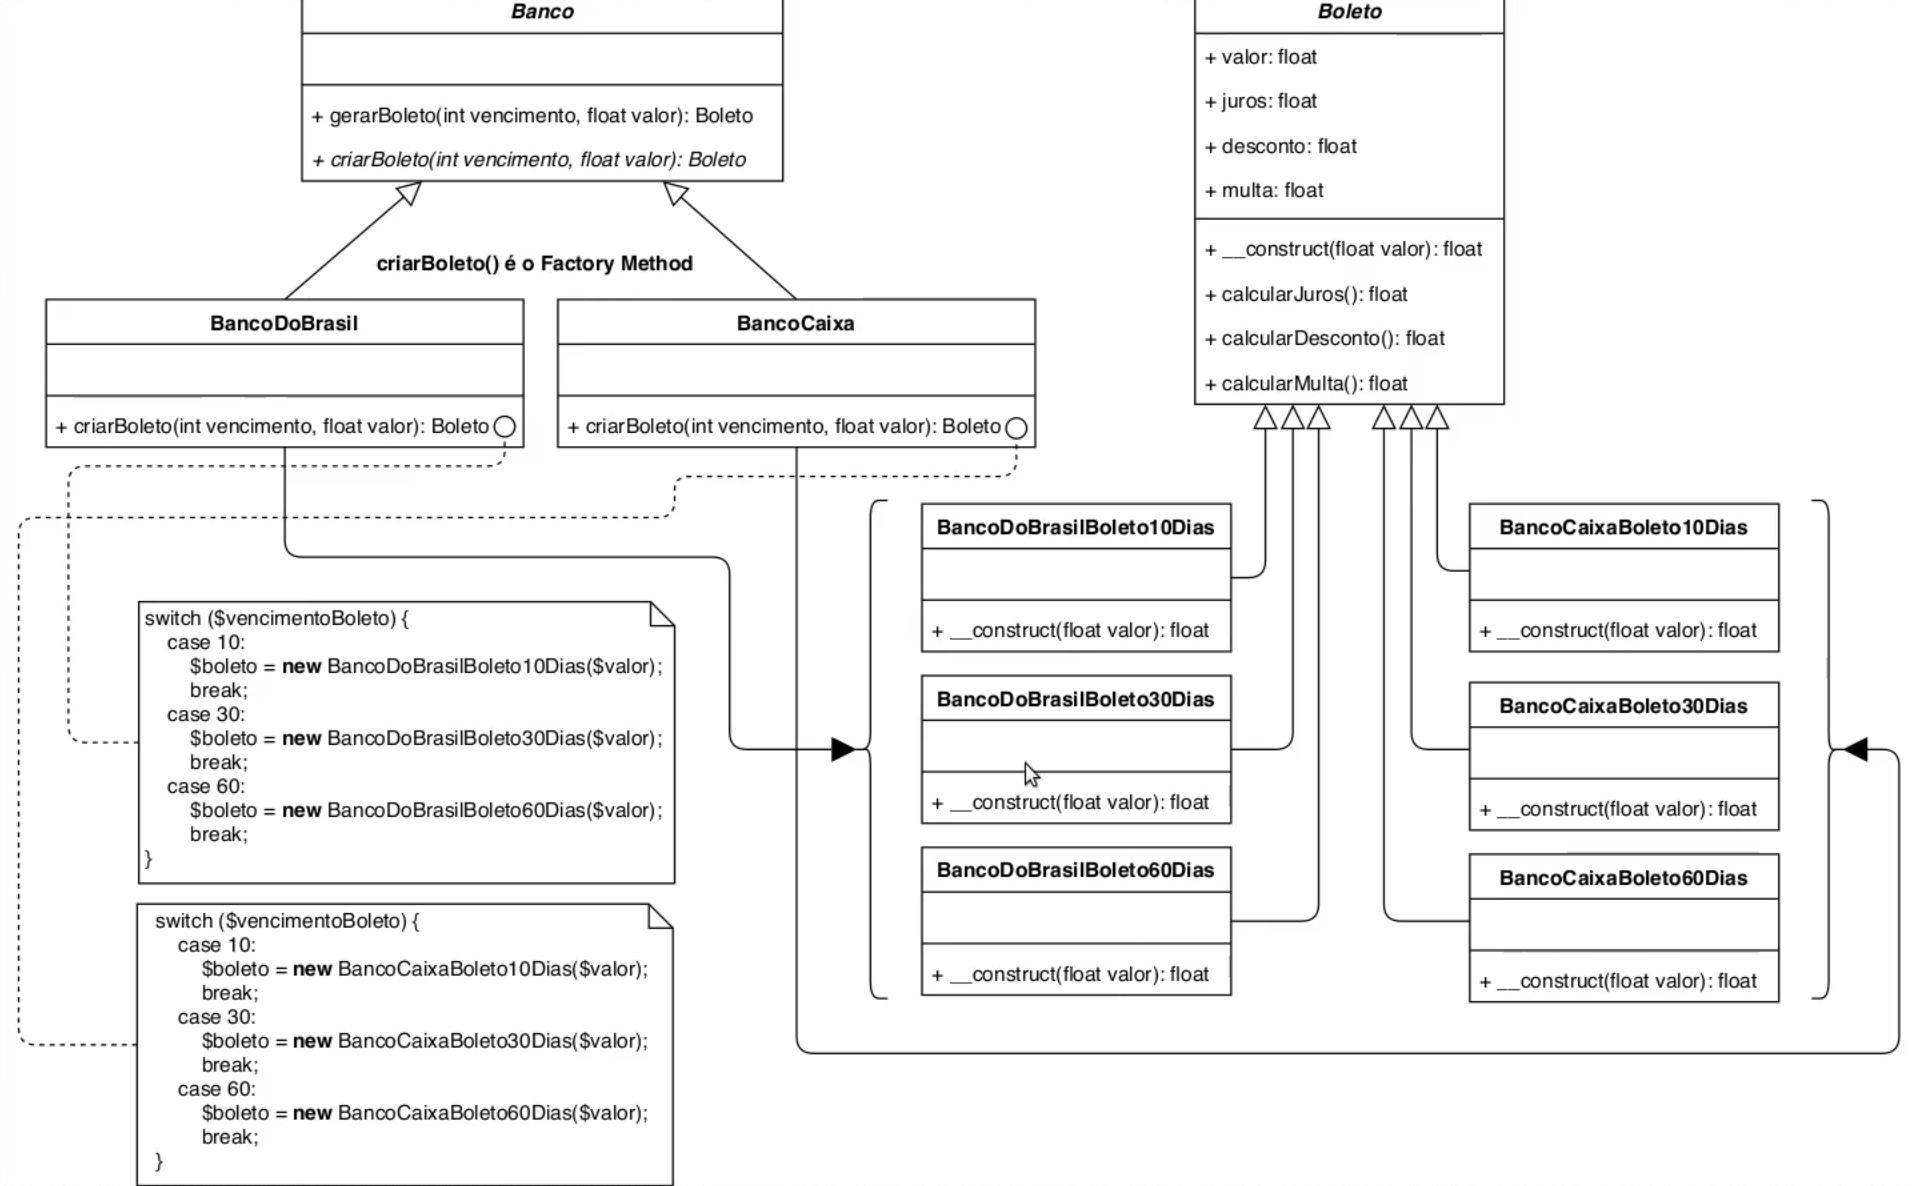 Banco
+ gerarBoleto(int vencimento, float valor): Boleto
+ criarBoleto(int vencimento, float valor): Boleto
criarBoleto() é o Factory Method
BancoDoBrasil
+ criarBoleto(int vencimento, float valor): Boleto
BancoCaixa
+ criarBoleto(int vencimento, float valor): Boleto
Boleto
+ valor: float
+ juros: float
+ desconto: float
+ multa: float
+ __construct(float valor): float
+ calcularJuros(): float
+ calcularDesconto(): float
+ calcularMulta(): float
switch ($vencimentoBoleto) {
case 10:
$boleto = new BancoDoBrasilBoleto10Dias($valor);
break;
case 30:
$boleto = new BancoDoBrasilBoleto30Dias($valor);
break;
case 60:
$boleto = new BancoDoBrasilBoleto60Dias($valor);
break;
}
switch ($vencimentoBoleto) {
case 10:
$boleto = new BancoCaixaBoleto10Dias($valor);
break;
case 30:
$boleto = new BancoCaixaBoleto30Dias($valor);
break;
case 60:
$boleto = new BancoCaixaBoleto60Dias($valor);
break;
}
BancoDoBrasilBoleto10Dias
+ __construct(float valor): float
BancoDoBrasilBoleto30Dias
+ __construct(float valor): float
BancoDoBrasilBoleto60Dias
+ __construct(float valor): float
BancoCaixaBoleto10Dias
+ __construct(float valor): float
BancoCaixaBoleto30Dias
+ __construct(float valor): float
BancoCaixaBoleto60Dias
+ __construct(float valor): float